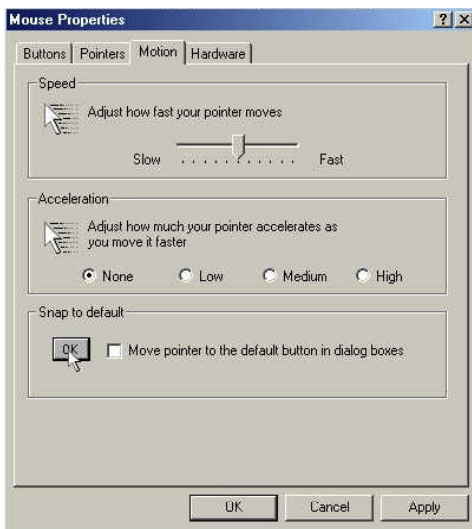 Mouse Properties
Buttons Pointers Motion Hardware
Speed
Adjust how fast your pointer moves
Slow Fast
Acceleration
Adjust how much your pointer accelerates as
you move it faster
None Low Medium High
Snap to default
OK Move pointer to the default button in dialog boxes
OK Cancel Apply